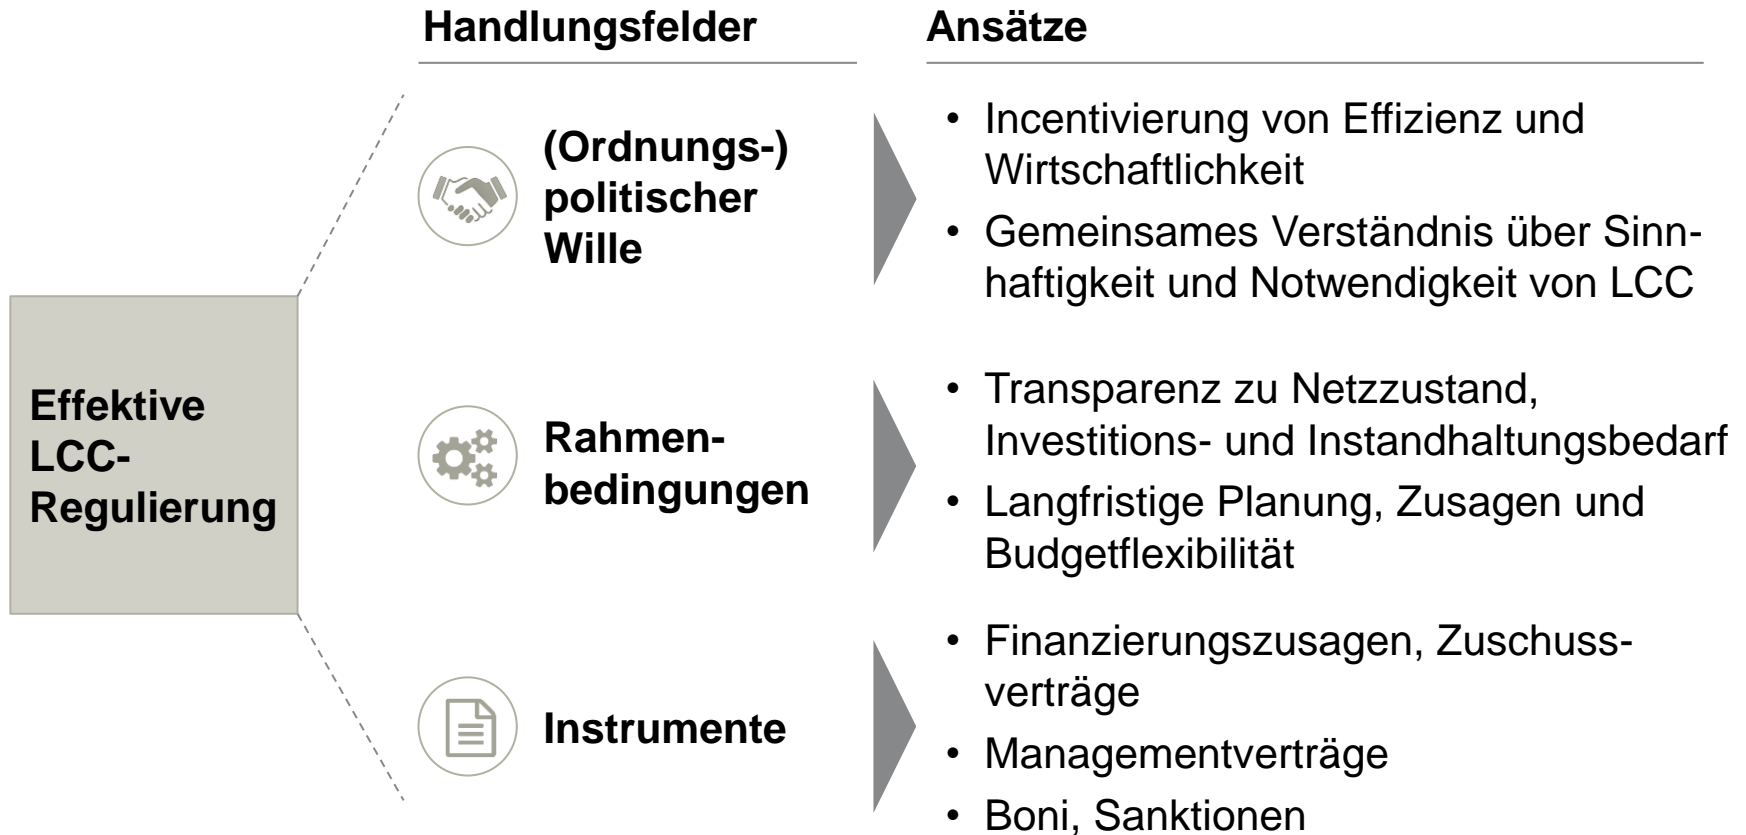 Handlungsfelder
Ansätze
Effektive
LCC-
Regulierung
(Ordnungs-)
politischer
Wille
• Incentivierung von Effizienz und
Wirtschaftlichkeit
• Gemeinsames Verständnis über Sinn-
haftigkeit und Notwendigkeit von LCC
Rahmen-
bedingungen
• Transparenz zu Netzzustand,
Investitions- und Instandhaltungsbedarf
• Langfristige Planung, Zusagen und
Budgetflexibilität
Instrumente
• Finanzierungszusagen, Zuschuss-
verträge
• Managementverträge
• Boni, Sanktionen